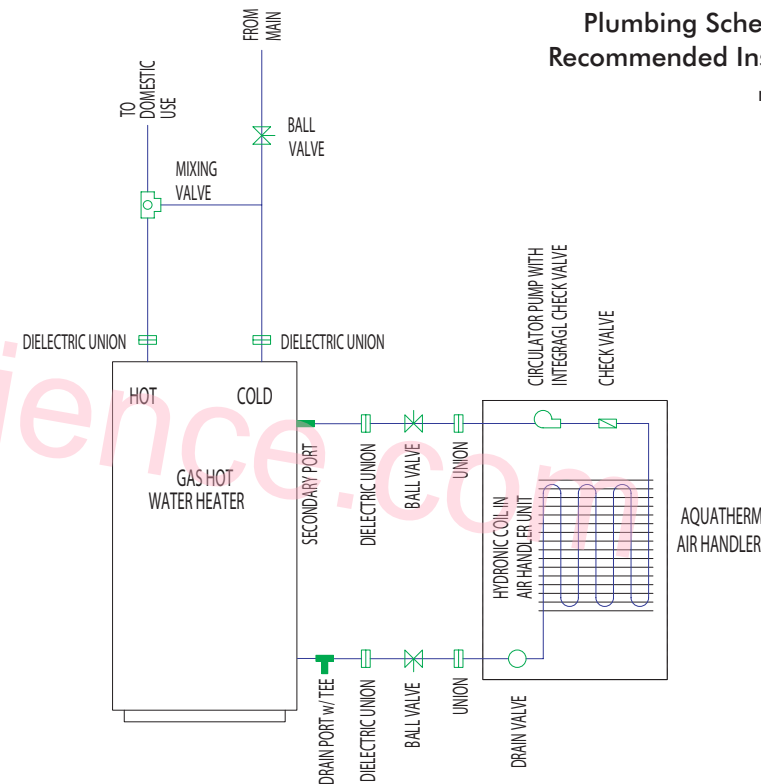 Plumbing Sche
Recommended Ins
FROM
MAIN
TO
DOMESTIC
USE
BALL
VALVE
MIXING
VALVE
DIELECTRIC UNION
DIELECTRIC UNION
HOT
COLD
GAS HOT
WATER HEATER
SECONDARY PORT
DIELECTRIC UNION
BALL VALVE
UNION
CIRCULATOR PUMP WITH
INTEGRAGL CHECK VALVE
CHECK VALVE
HYDRONIC COIL IN
AIR HANDLER UNIT
AQUATHERM
AIR HANDLER
DRAIN PORT w/ TEE
DIELECTRIC UNION
BALL VALVE
UNION
DRAIN VALVE
ience.com